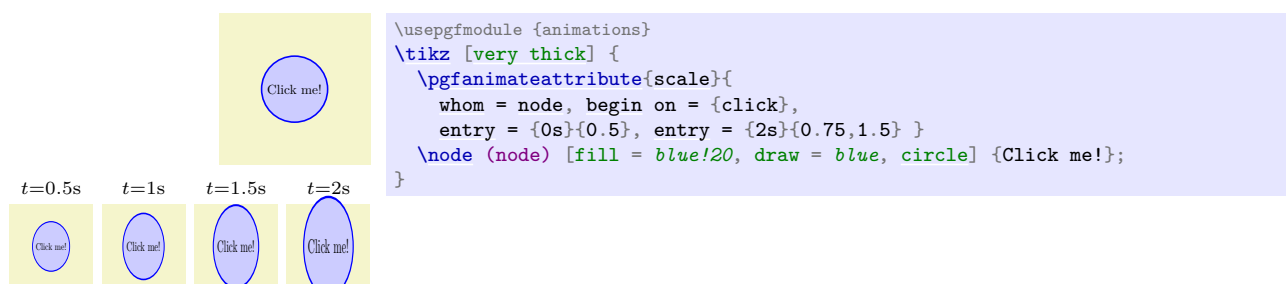 Click me!
t=0.5s t=1s t=1.5s t=2s
Click me! Click me! Click me! Click me!
\usepgfmodule {animations}
\tikz [very thick] {
  \pgfanimateattribute{scale}{
    whom = node, begin on = {click},
    entry = {0s}{0.5}, entry = {2s}{0.75,1.5} }
  \node (node) [fill = blue!20, draw = blue, circle] {Click me!};
}